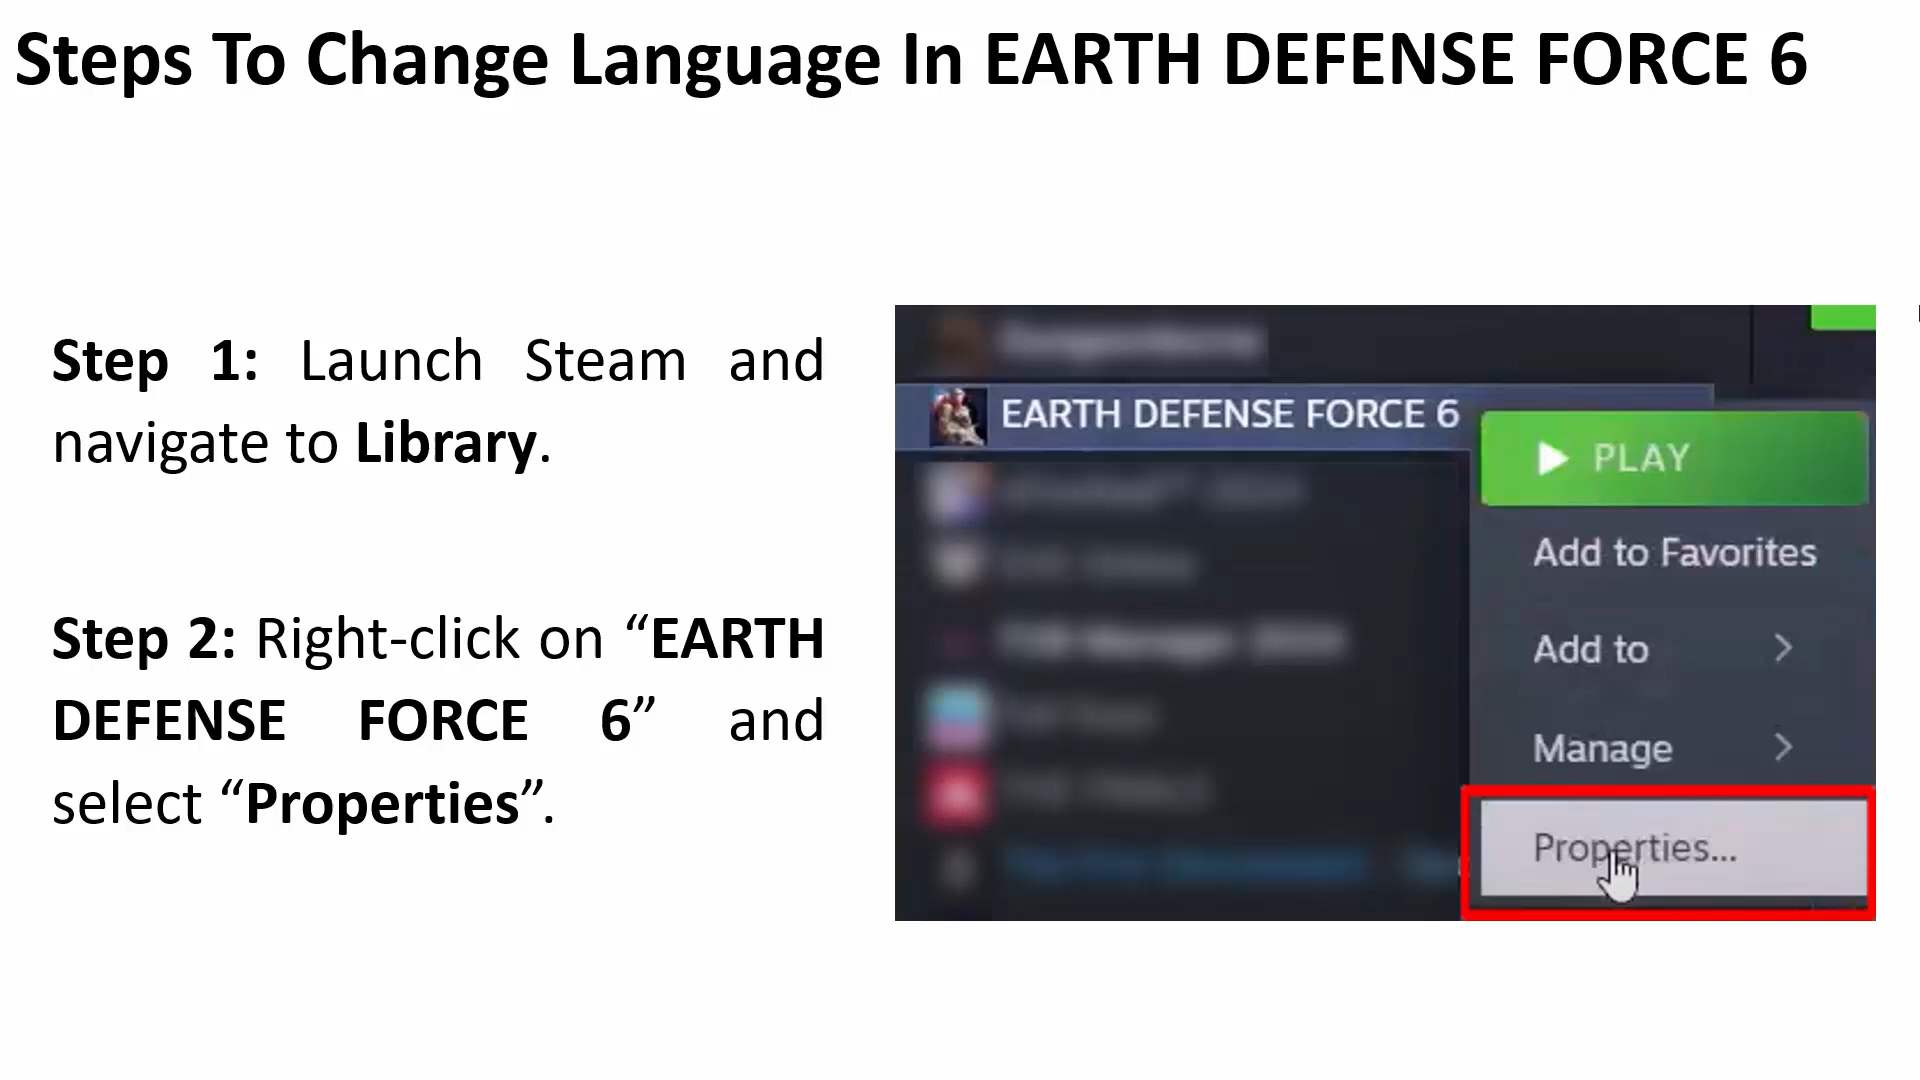 Steps To Change Language In EARTH DEFENSE FORCE 6
Step 1: Launch Steam and
navigate to Library.
Step 2: Right-click on “EARTH
DEFENSE FORCE 6” and
select “Properties”.
EARTH DEFENSE FORCE 6
PLAY
Add to Favorites
Add to
Manage
Properties...